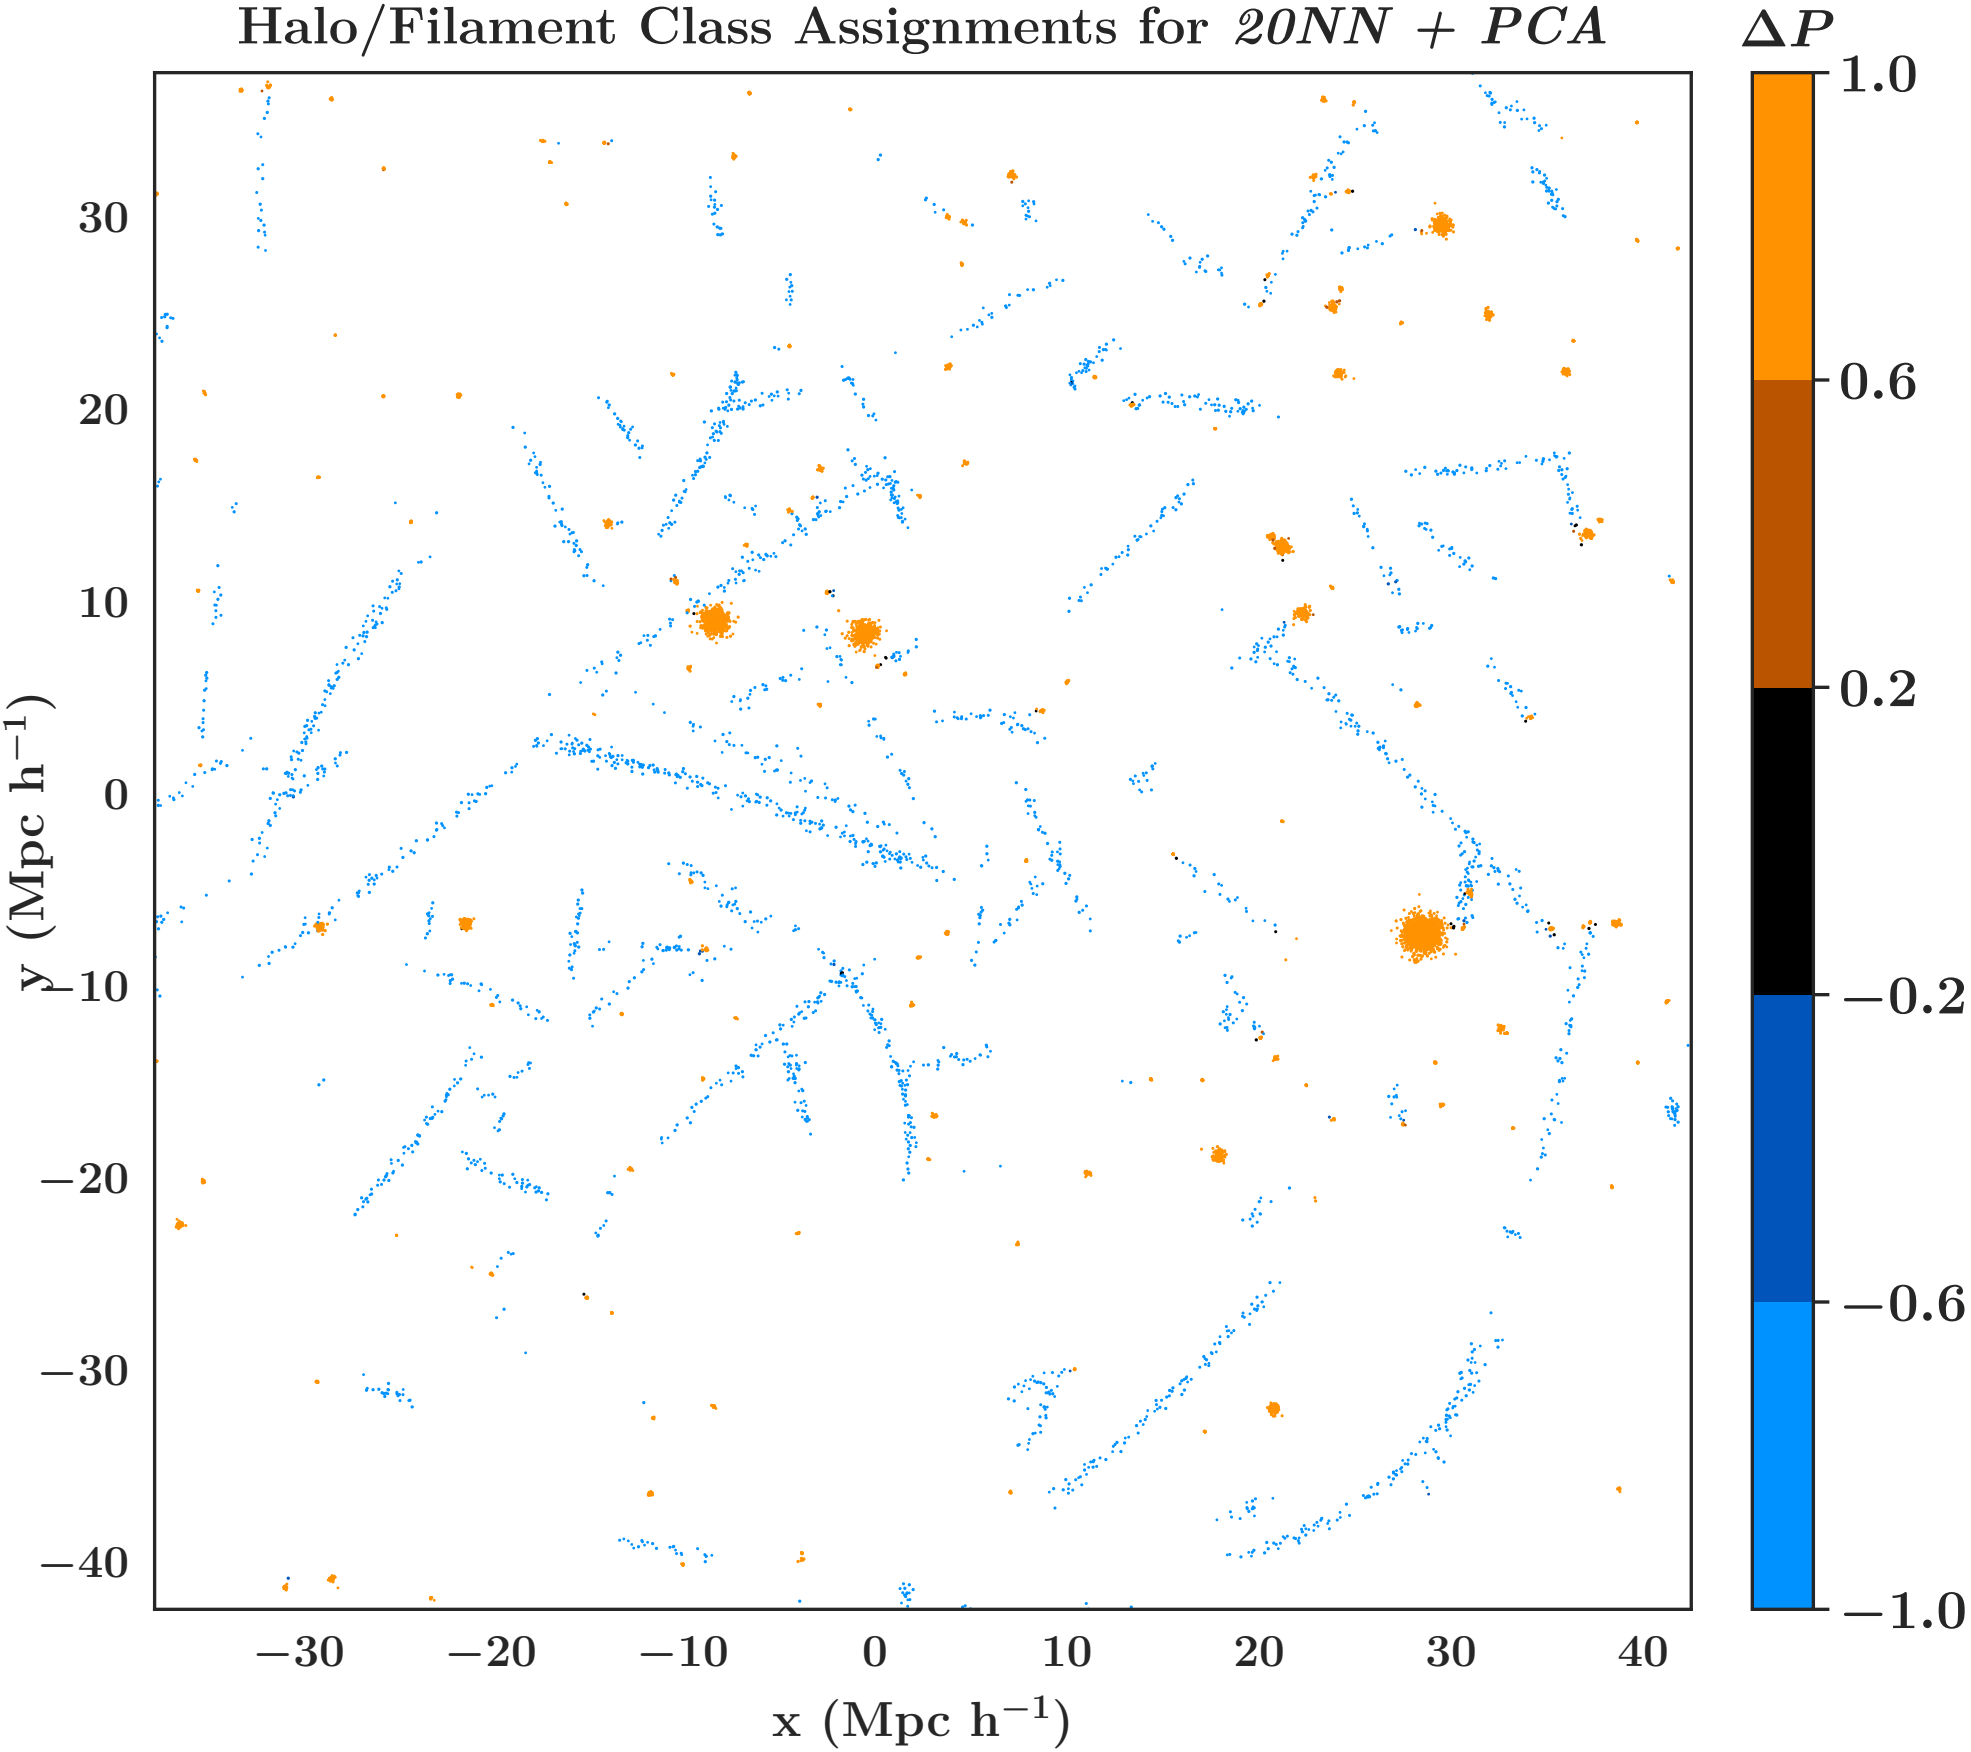 Halo/Filament Class Assignments for 20NN + PCA
ΔP
1.0
0.6
0.2
−0.2
−0.6
−1.0
y (Mpc h⁻¹)
30
20
10
0
−10
−20
−30
−40
−30 −20 −10 0 10 20 30 40
x (Mpc h⁻¹)